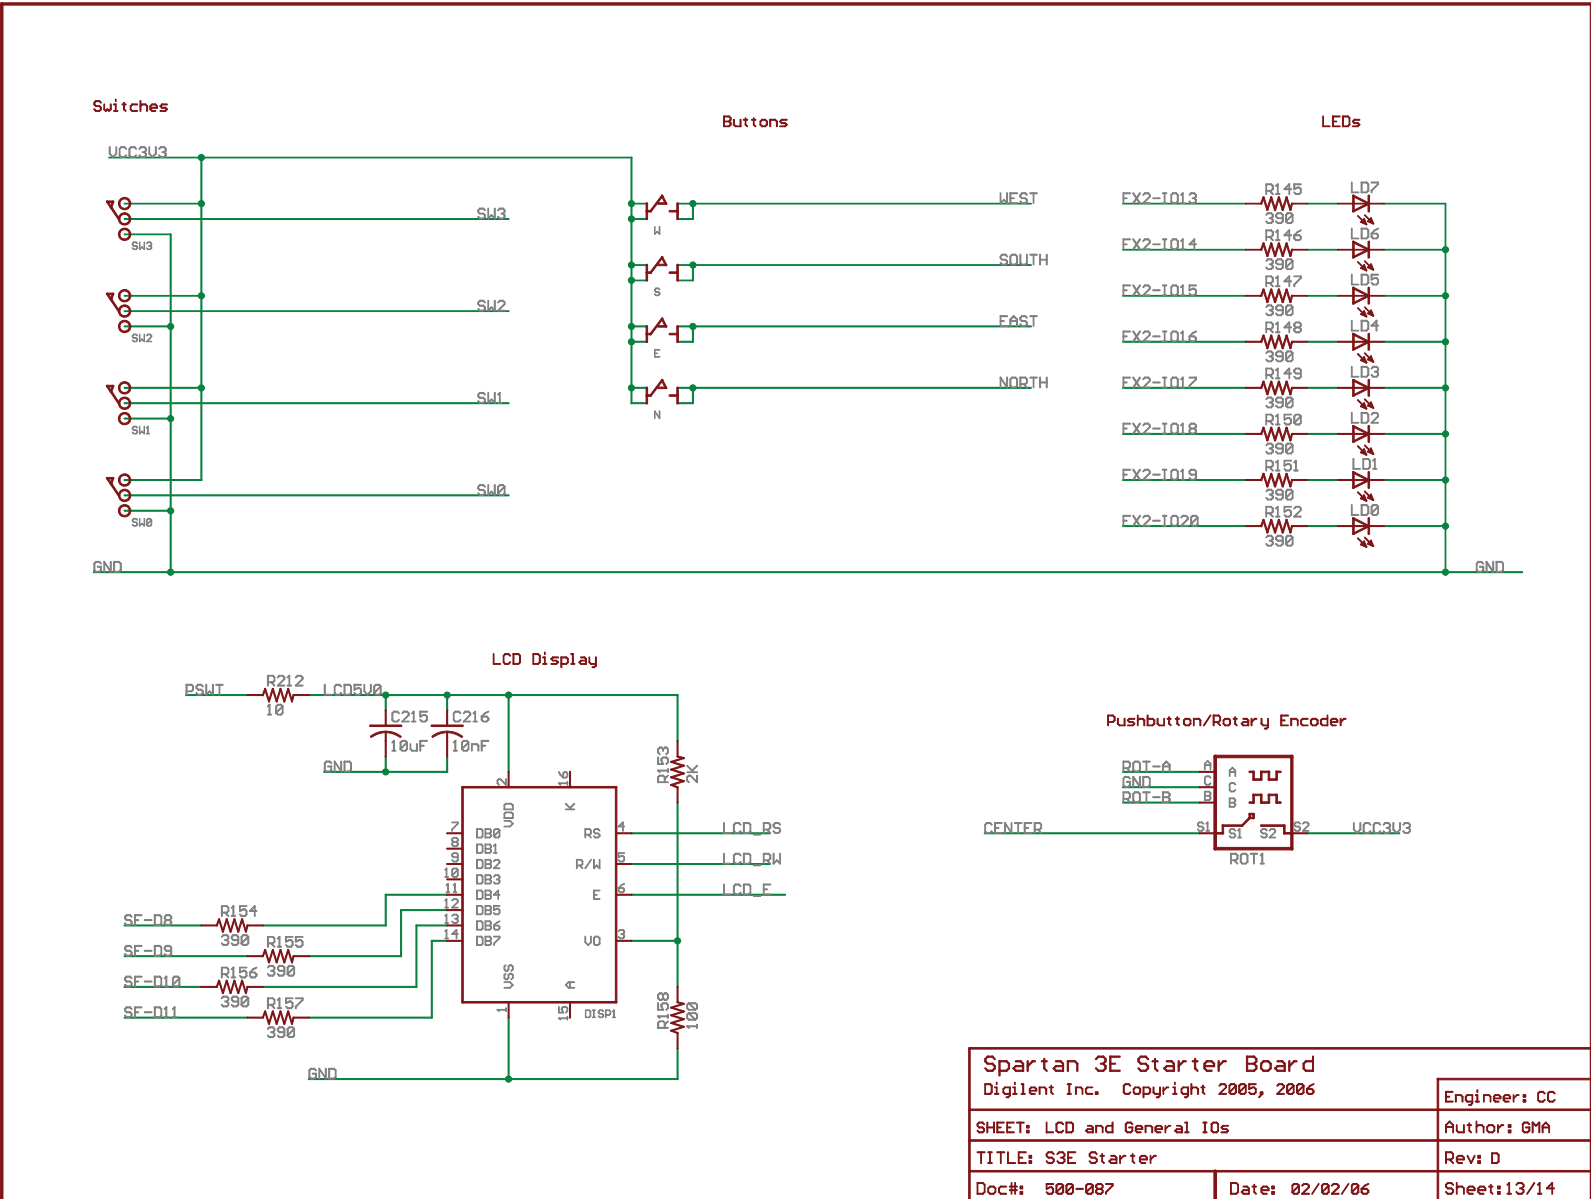 Switches
Buttons
LEDs
VCC3V3
SW3
SW3
SW2
SW2
SW1
SW1
SW0
SW0
GND
WEST
W
SOUTH
S
EAST
E
NORTH
N
FX2-IO13 R145 390 LD7
FX2-IO14 R146 390 LD6
FX2-IO15 R147 390 LD5
FX2-IO16 R148 390 LD4
FX2-IO17 R149 390 LD3
FX2-IO18 R150 390 LD2
FX2-IO19 R151 390 LD1
FX2-IO20 R152 390 LD0
GND
LCD Display
PSWT R212 10 LCD5V0
C215 10uF C216 10nF
GND
R153 2K
2 VDD 16 K
7 DB0
8 DB1
9 DB2
10 DB3
11 DB4
12 DB5
13 DB6
14 DB7
RS 4 LCD_RS
R/W 5 LCD_RW
E 6 LCD_E
VO 3
VSS 1 A 15
DISP1
SF-D8 R154 390
SF-D9 R155 390
SF-D10 R156 390
SF-D11 R157 390
R158 100
GND
Pushbutton/Rotary Encoder
ROT-A A A
GND C C
ROT-B B B
CENTER S1 S1 S2 S2 VCC3V3
ROT1
Spartan 3E Starter Board
Digilent Inc. Copyright 2005, 2006
Engineer: CC
SHEET: LCD and General IOs
Author: GMA
TITLE: S3E Starter
Rev: D
Doc#: 500-087
Date: 02/02/06
Sheet:13/14